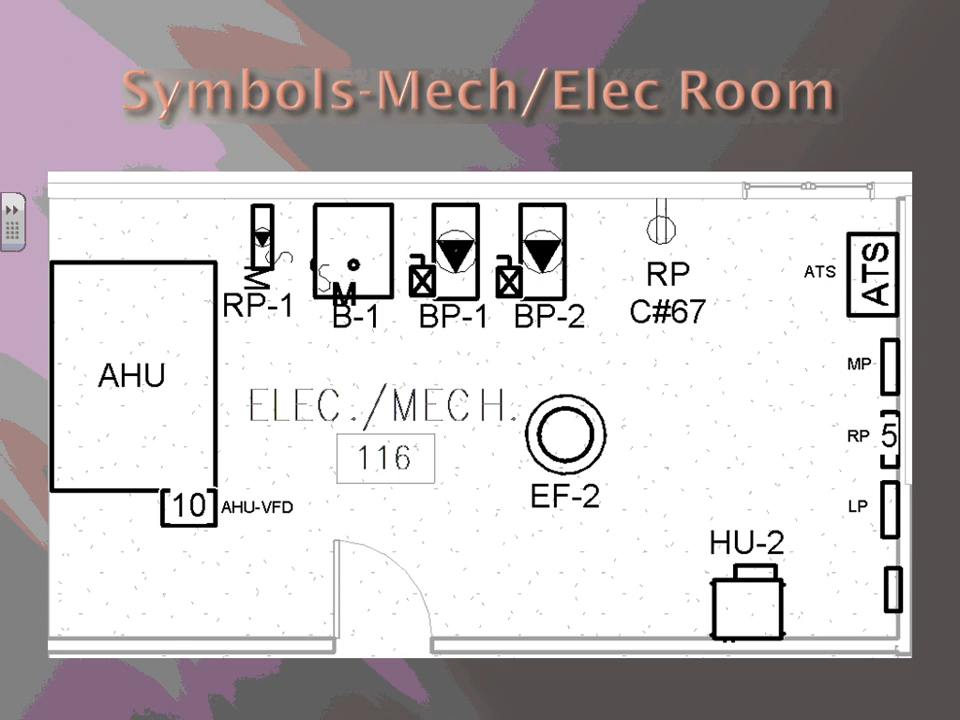 Symbols-Mech/Elec Room
RP-1
M
M
B-1
BP-1
BP-2
RP
C#67
ATS
ATS
MP
RP
5
LP
AHU
ELEC./MECH.
116
10
AHU-VFD
EF-2
HU-2